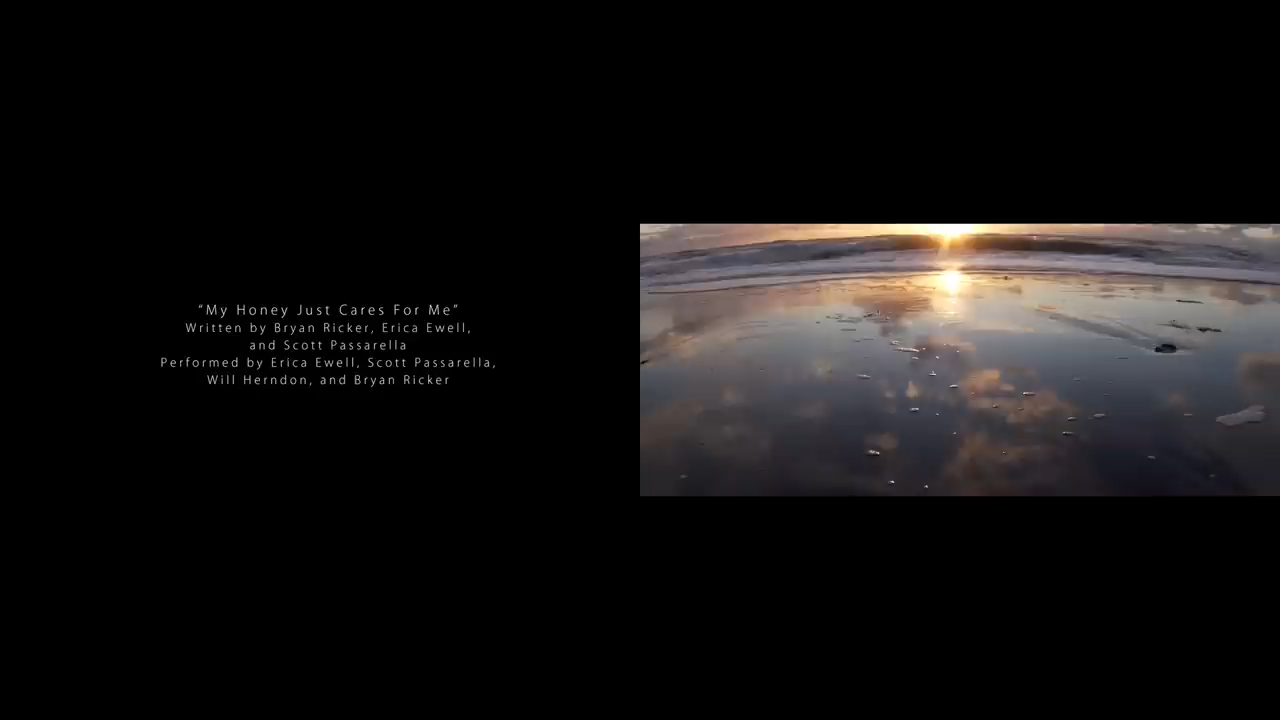 “My Honey Just Cares For Me”
Written by Bryan Ricker, Erica Ewell,
and Scott Passarella
Performed by Erica Ewell, Scott Passarella,
Will Herndon, and Bryan Ricker